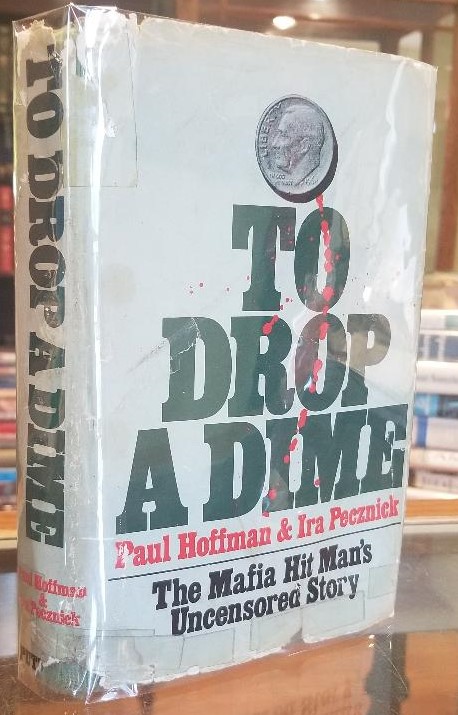 TO DROP A DIME
Paul Hoffman
&
Ira Pecznick
LIBERTY
TO
DROP
A DIME
Paul Hoffman & Ira Pecznick
The Mafia Hit Man's
Uncensored Story